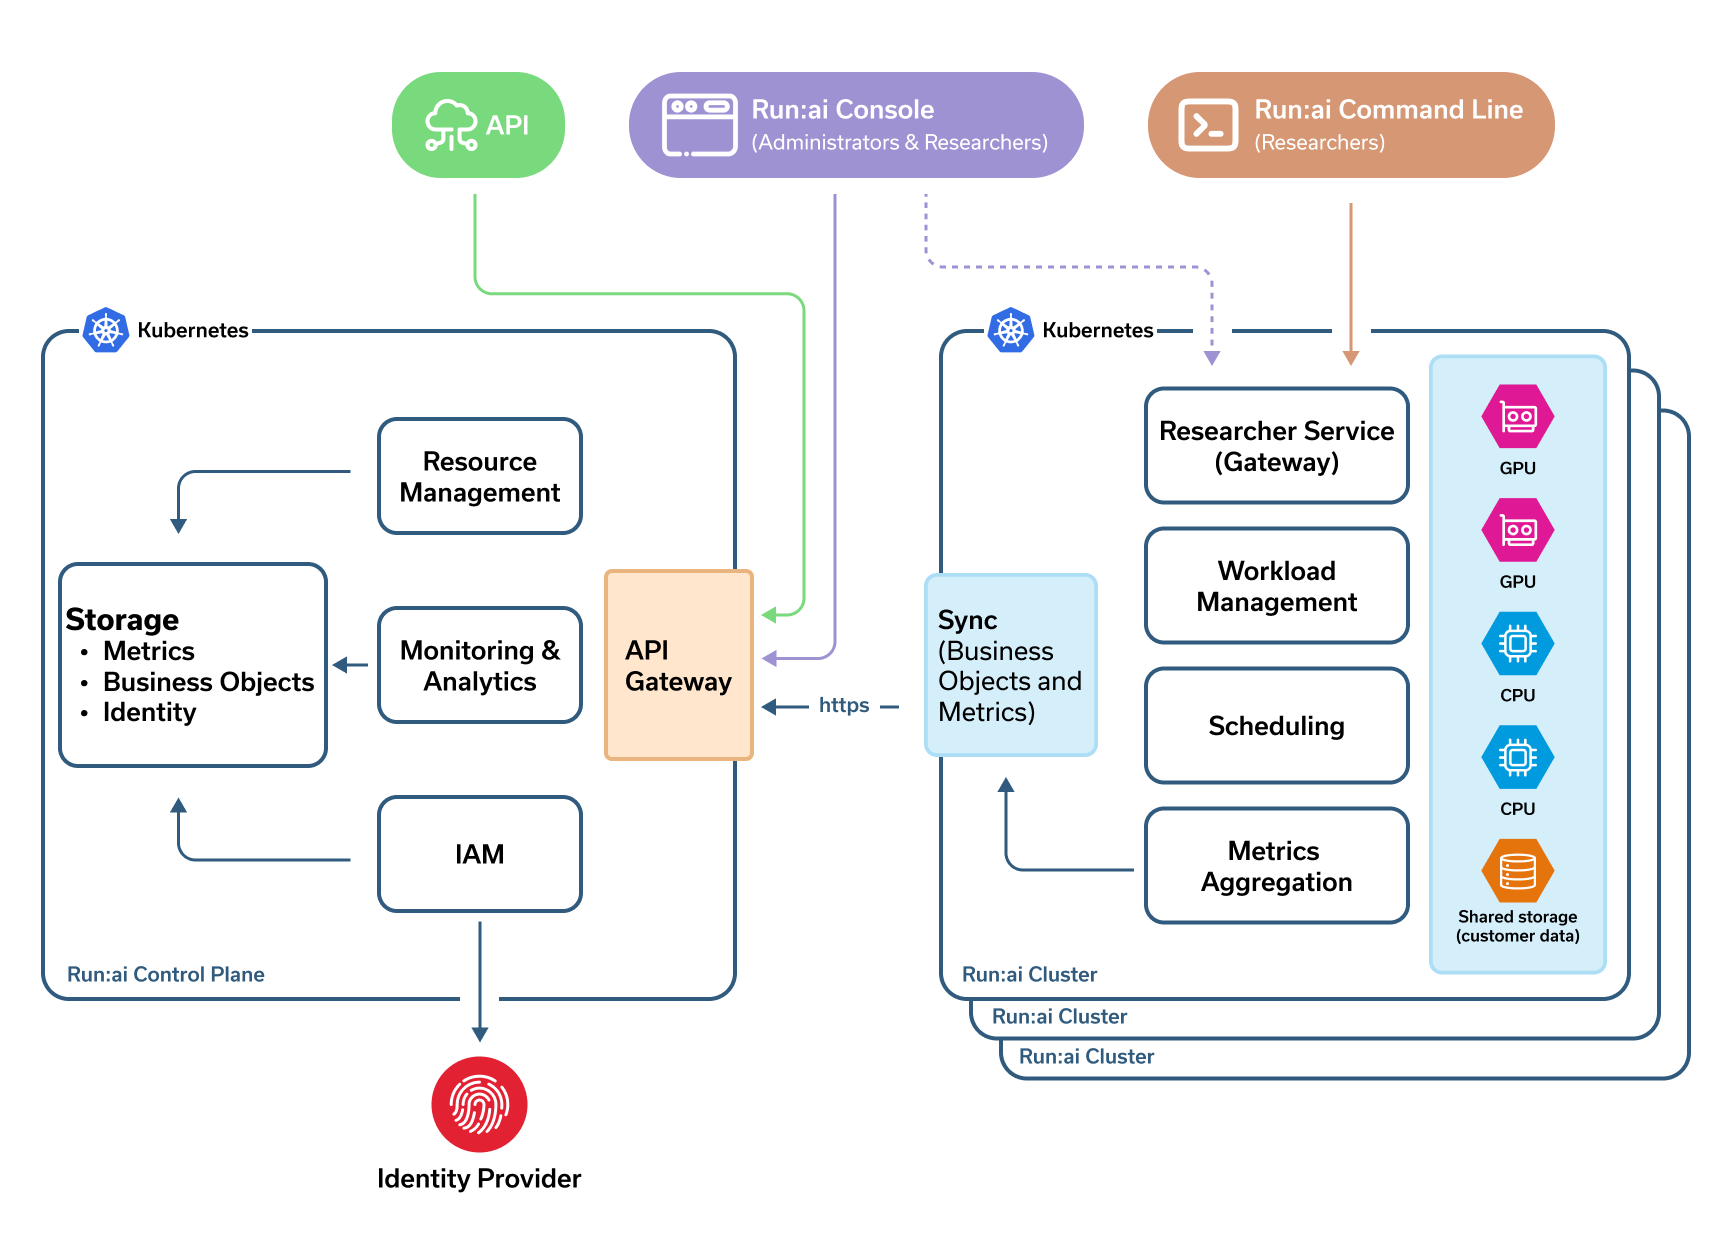 API
Run:ai Console
(Administrators & Researchers)
Run:ai Command Line
(Researchers)
Kubernetes
Resource
Management
Storage
• Metrics
• Business Objects
• Identity
Monitoring &
Analytics
API
Gateway
IAM
Run:ai Control Plane
Identity Provider
https
Kubernetes
Sync
(Business
Objects and
Metrics)
Researcher Service
(Gateway)
Workload
Management
Scheduling
Metrics
Aggregation
GPU
GPU
CPU
CPU
Shared storage
(customer data)
Run:ai Cluster
Run:ai Cluster
Run:ai Cluster